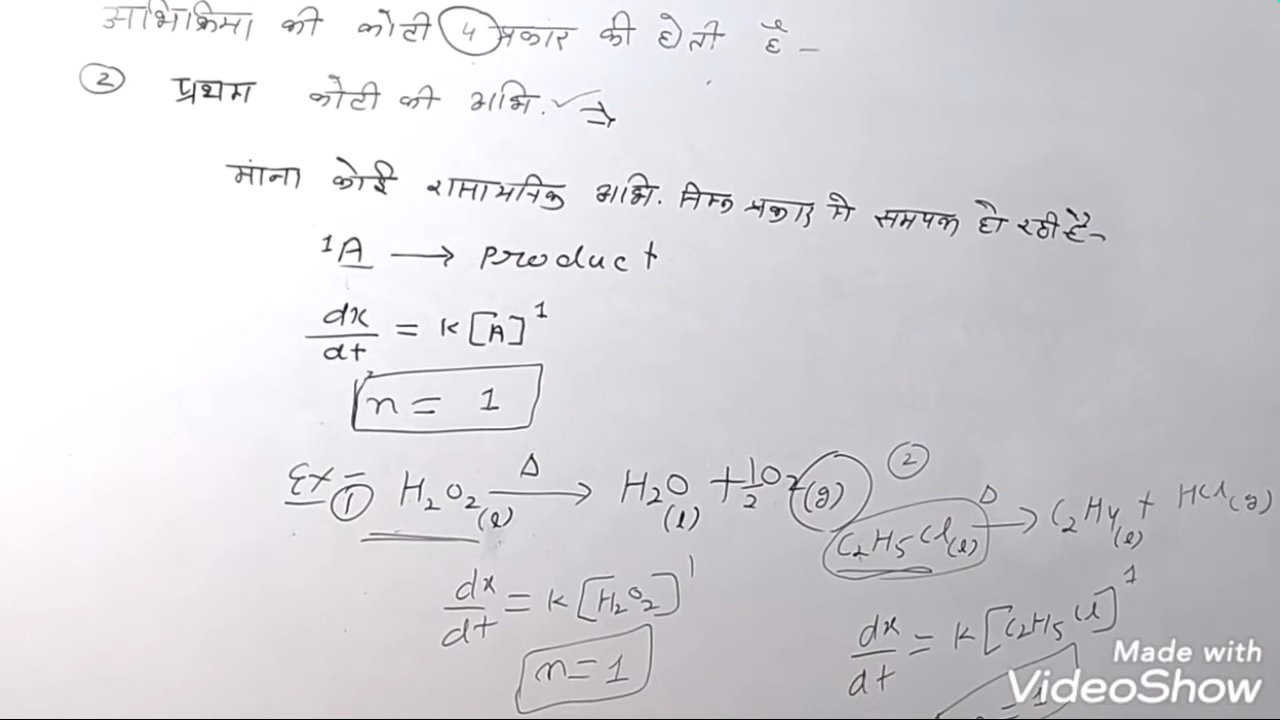 अभिक्रिया की कोटी 4 प्रकार की होती है –
② प्रथम कोटी की अभि. ✓ ⇒
मांना कोई रासायनिक अभि. निम्न प्रकार से सम्पन्न हो रही है–
1A ⟶ product
dx/dt = K[A]¹
n = 1
Ex – ① H₂O₂(l) —Δ→ H₂O(l) + 1/2 O₂(g)
② C₂H₅Cl(l) —Δ→ C₂H₄(l) + HCl(g)
dx/dt = K[H₂O₂]¹
n = 1
dx/dt = K[C₂H₅Cl]¹
= 1
Made with
VideoShow